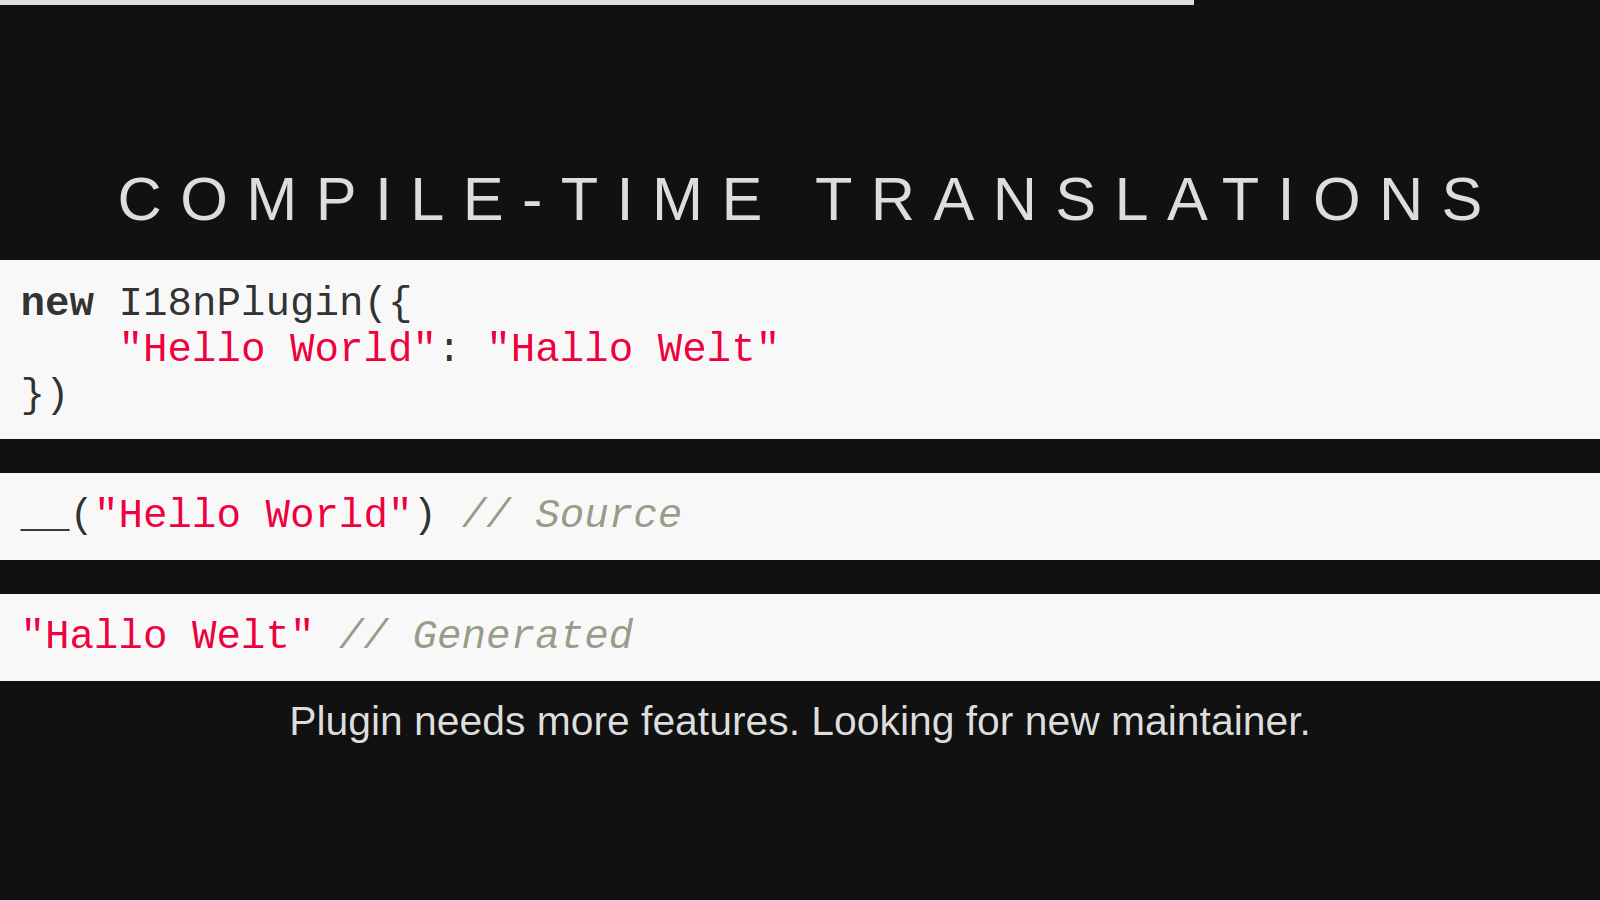 COMPILE-TIME TRANSLATIONS
new I18nPlugin({
    "Hello World": "Hallo Welt"
})
__("Hello World") // Source
"Hallo Welt" // Generated
Plugin needs more features. Looking for new maintainer.